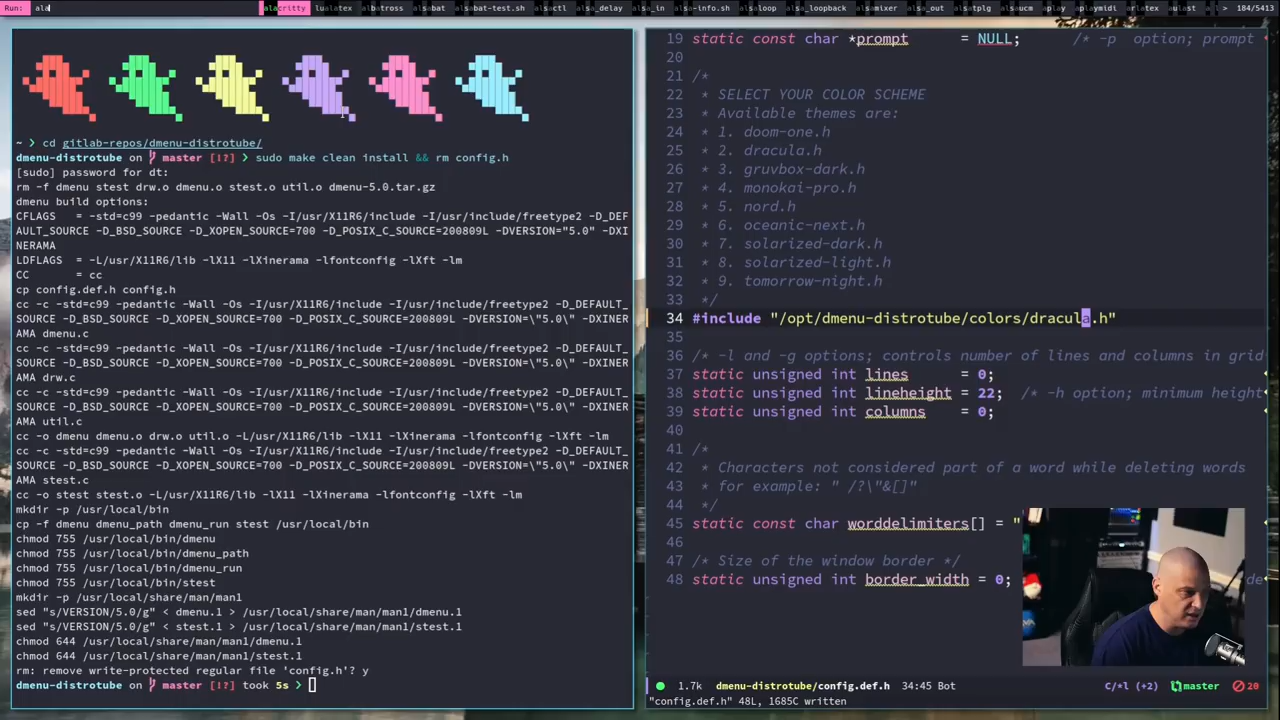 Run: ala alacritty lualatex albatross alsabat alsabat-test.sh alsactl alsa_delay alsa_in alsa-info.sh alsaloop alsa_loopback alsamixer alsa_out alsatplg alsaucm aplay aplaymidi arlatex aulast > 184/5413
~ > cd gitlab-repos/dmenu-distrotube/
dmenu-distrotube on master [!?] > sudo make clean install && rm config.h
[sudo] password for dt:
rm -f dmenu stest drw.o dmenu.o stest.o util.o dmenu-5.0.tar.gz
dmenu build options:
CFLAGS   = -std=c99 -pedantic -Wall -Os -I/usr/X11R6/include -I/usr/include/freetype2 -D_DEF
AULT_SOURCE -D_BSD_SOURCE -D_XOPEN_SOURCE=700 -D_POSIX_C_SOURCE=200809L -DVERSION="5.0" -DXI
NERAMA
LDFLAGS  = -L/usr/X11R6/lib -lX11 -lXinerama -lfontconfig -lXft -lm
CC       = cc
cp config.def.h config.h
cc -c -std=c99 -pedantic -Wall -Os -I/usr/X11R6/include -I/usr/include/freetype2 -D_DEFAULT_
SOURCE -D_BSD_SOURCE -D_XOPEN_SOURCE=700 -D_POSIX_C_SOURCE=200809L -DVERSION=\"5.0\" -DXINER
AMA dmenu.c
cc -c -std=c99 -pedantic -Wall -Os -I/usr/X11R6/include -I/usr/include/freetype2 -D_DEFAULT_
SOURCE -D_BSD_SOURCE -D_XOPEN_SOURCE=700 -D_POSIX_C_SOURCE=200809L -DVERSION=\"5.0\" -DXINER
AMA drw.c
cc -c -std=c99 -pedantic -Wall -Os -I/usr/X11R6/include -I/usr/include/freetype2 -D_DEFAULT_
SOURCE -D_BSD_SOURCE -D_XOPEN_SOURCE=700 -D_POSIX_C_SOURCE=200809L -DVERSION=\"5.0\" -DXINER
AMA util.c
cc -o dmenu dmenu.o drw.o util.o -L/usr/X11R6/lib -lX11 -lXinerama -lfontconfig -lXft -lm
cc -c -std=c99 -pedantic -Wall -Os -I/usr/X11R6/include -I/usr/include/freetype2 -D_DEFAULT_
SOURCE -D_BSD_SOURCE -D_XOPEN_SOURCE=700 -D_POSIX_C_SOURCE=200809L -DVERSION=\"5.0\" -DXINER
AMA stest.c
cc -o stest stest.o -L/usr/X11R6/lib -lX11 -lXinerama -lfontconfig -lXft -lm
mkdir -p /usr/local/bin
cp -f dmenu dmenu_path dmenu_run stest /usr/local/bin
chmod 755 /usr/local/bin/dmenu
chmod 755 /usr/local/bin/dmenu_path
chmod 755 /usr/local/bin/dmenu_run
chmod 755 /usr/local/bin/stest
mkdir -p /usr/local/share/man/man1
sed "s/VERSION/5.0/g" < dmenu.1 > /usr/local/share/man/man1/dmenu.1
sed "s/VERSION/5.0/g" < stest.1 > /usr/local/share/man/man1/stest.1
chmod 644 /usr/local/share/man/man1/dmenu.1
chmod 644 /usr/local/share/man/man1/stest.1
rm: remove write-protected regular file 'config.h'? y
dmenu-distrotube on master [!?] took 5s >
19 static const char *prompt      = NULL;      /* -p  option; prompt
20
21 /*
22  * SELECT YOUR COLOR SCHEME
23  * Available themes are:
24  * 1. doom-one.h
25  * 2. dracula.h
26  * 3. gruvbox-dark.h
27  * 4. monokai-pro.h
28  * 5. nord.h
29  * 6. oceanic-next.h
30  * 7. solarized-dark.h
31  * 8. solarized-light.h
32  * 9. tomorrow-night.h
33  */
34 #include "/opt/dmenu-distrotube/colors/dracula.h"
35
36 /* -l and -g options; controls number of lines and columns in grid
37 static unsigned int lines      = 0;
38 static unsigned int lineheight = 22;  /* -h option; minimum height
39 static unsigned int columns    = 0;
40
41 /*
42  * Characters not considered part of a word while deleting words
43  * for example: " /?\"&[]"
44  */
45 static const char worddelimiters[] = "
46
47 /* Size of the window border */
48 static unsigned int border_width = 0;
1.7k dmenu-distrotube/config.def.h 34:45 Bot C/*l (+2) master 20
"config.def.h" 48L, 1685C written